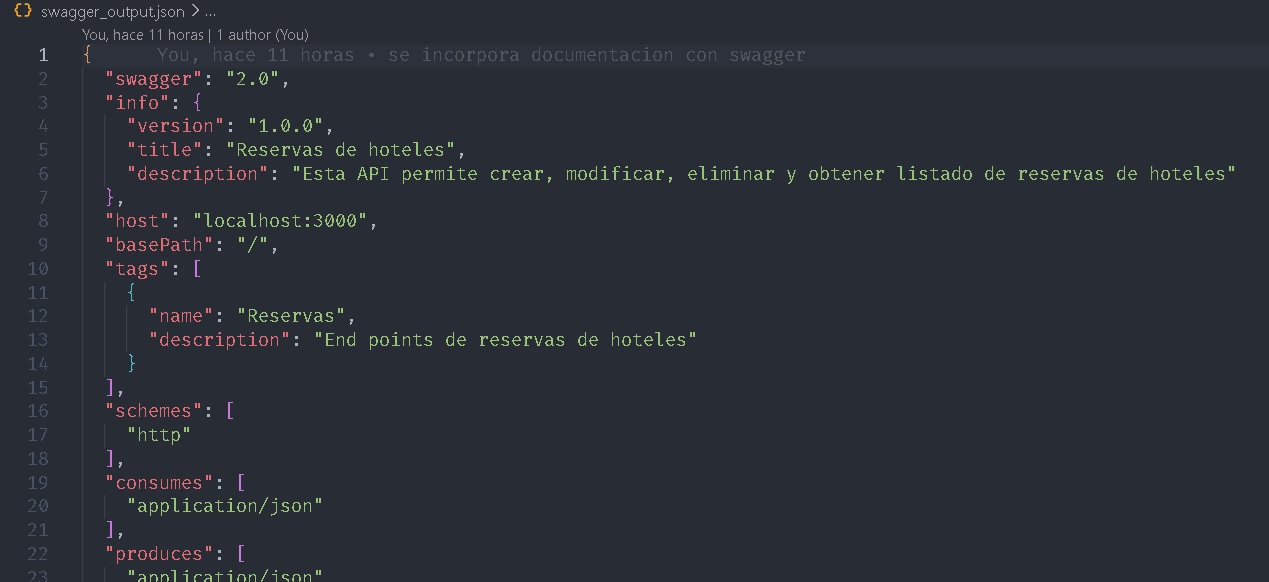 {} swagger_output.json > ...
You, hace 11 horas | 1 author (You)
1 { You, hace 11 horas • se incorpora documentacion con swagger
2 "swagger": "2.0",
3 "info": {
4 "version": "1.0.0",
5 "title": "Reservas de hoteles",
6 "description": "Esta API permite crear, modificar, eliminar y obtener listado de reservas de hoteles"
7 },
8 "host": "localhost:3000",
9 "basePath": "/",
10 "tags": [
11 {
12 "name": "Reservas",
13 "description": "End points de reservas de hoteles"
14 }
15 ],
16 "schemes": [
17 "http"
18 ],
19 "consumes": [
20 "application/json"
21 ],
22 "produces": [
23 "application/json"